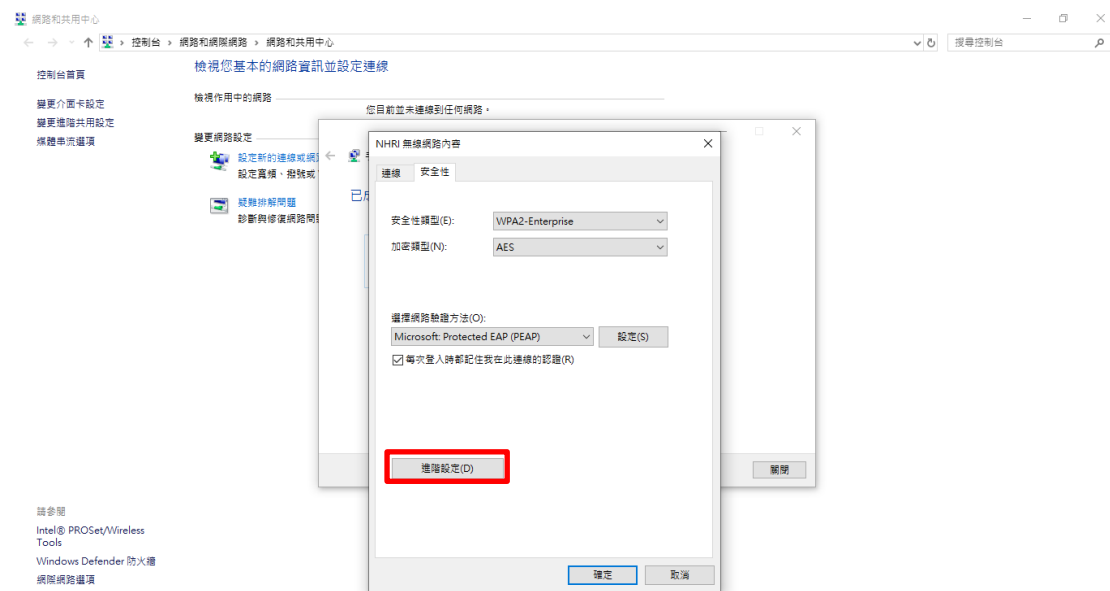 網路和共用中心
控制台 › 網路和網際網路 › 網路和共用中心
搜尋控制台
控制台首頁
變更介面卡設定
變更進階共用設定
媒體串流選項
檢視您基本的網路資訊並設定連線
檢視作用中的網路
您目前並未連線到任何網路。
變更網路設定
設定新的連線或網
設定寬頻、撥號或
疑難排解問題
診斷與修復網路問
已成
NHRI 無線網路內容
連線
安全性
安全性類型(E):
WPA2-Enterprise
加密類型(N):
AES
選擇網路驗證方法(O):
Microsoft: Protected EAP (PEAP)
設定(S)
每次登入時都記住我在此連線的認證(R)
進階設定(D)
確定
取消
關閉
請參閱
Intel® PROSet/Wireless
Tools
Windows Defender 防火牆
網際網路選項